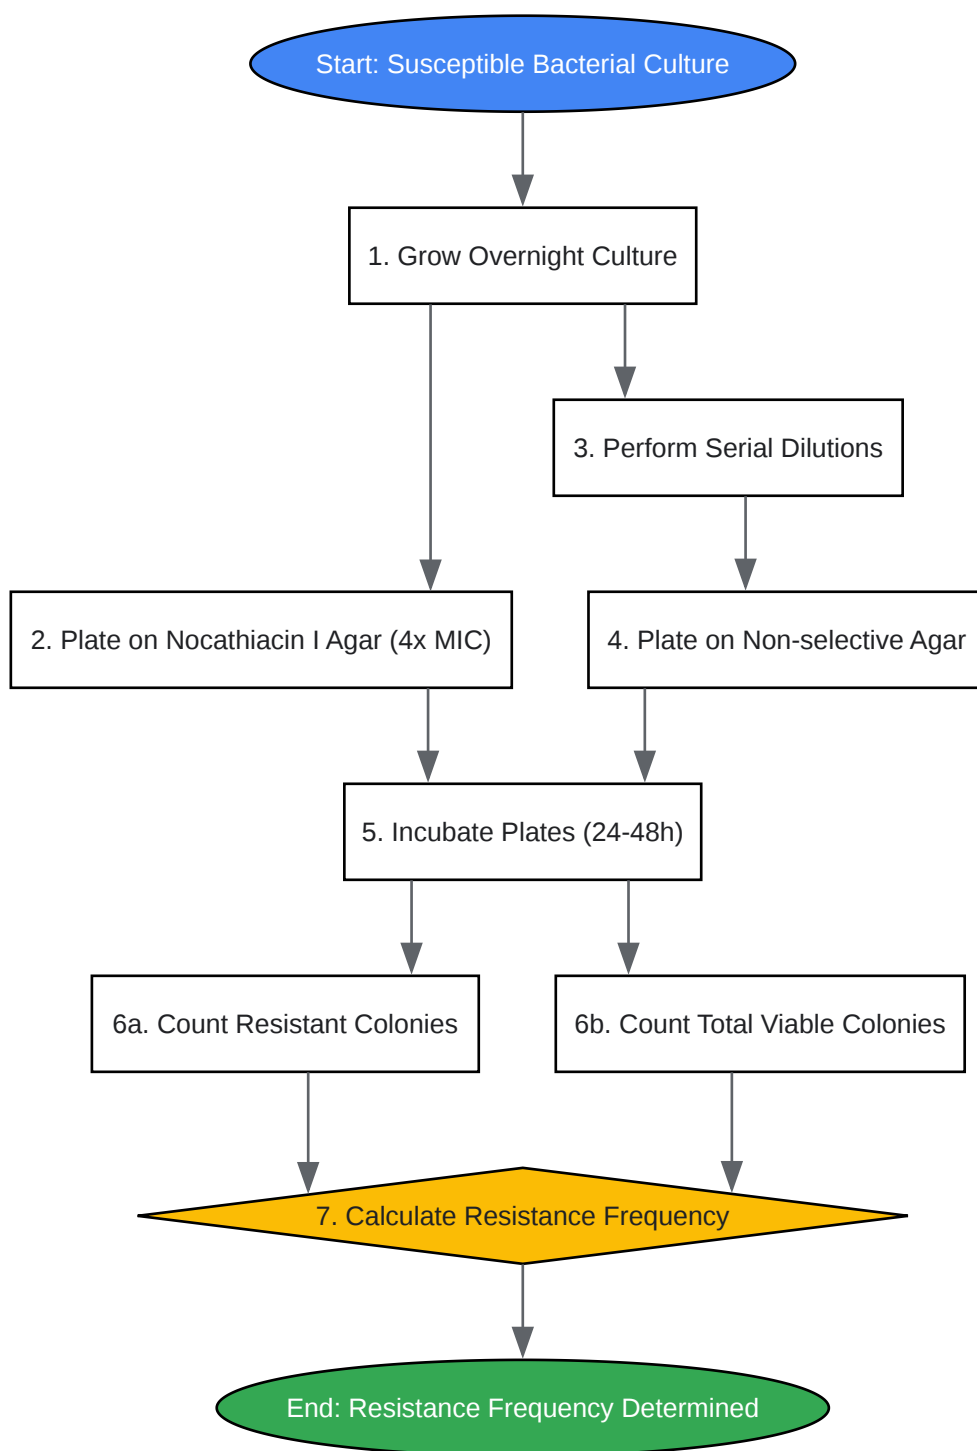 Start: Susceptible Bacterial Culture
1. Grow Overnight Culture
3. Perform Serial Dilutions
2. Plate on Nocathiacin I Agar (4x MIC)
4. Plate on Non-selective Agar
5. Incubate Plates (24-48h)
6a. Count Resistant Colonies
6b. Count Total Viable Colonies
7. Calculate Resistance Frequency
End: Resistance Frequency Determined